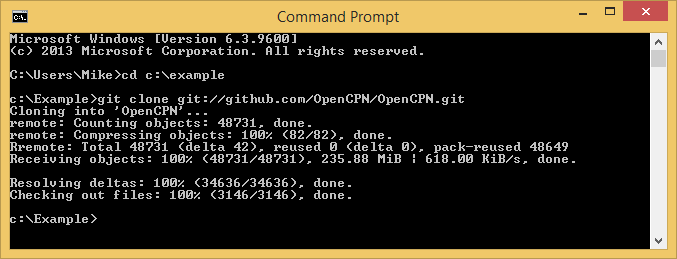 Command Prompt
Microsoft Windows [Version 6.3.9600]
(c) 2013 Microsoft Corporation. All rights reserved.
C:\Users\Mike>cd c:\example
c:\Example>git clone git://github.com/OpenCPN/OpenCPN.git
Cloning into 'OpenCPN'...
remote: Counting objects: 48731, done.
remote: Compressing objects: 100% (82/82), done.
Rremote: Total 48731 (delta 42), reused 0 (delta 0), pack-reused 48649
Receiving objects: 100% (48731/48731), 235.88 MiB | 618.00 KiB/s, done.
Resolving deltas: 100% (34636/34636), done.
Checking out files: 100% (3146/3146), done.
c:\Example>